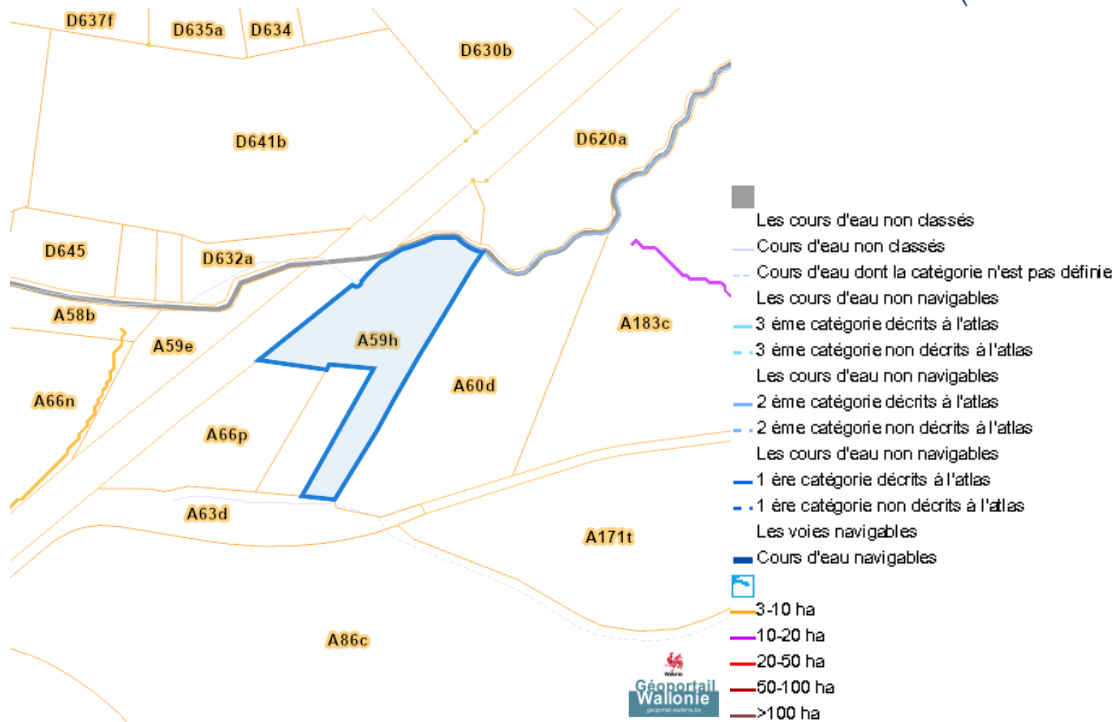 D637f
D635a
D634
D630b
D641b
D620a
D645
D632a
A58b
A59e
A59h
A183c
A66n
A60d
A66p
A63d
A171t
A86c
Wallonie
Géoportail
Wallonie
geoportail.wallonie.be
Les cours d'eau non classés
Cours d'eau non classés
Cours d'eau dont la catégorie n'est pas définie
Les cours d'eau non navigables
3 ème catégorie décrits à l'atlas
3 ème catégorie non décrits à l'atlas
Les cours d'eau non navigables
2 ème catégorie décrits à l'atlas
2 ème catégorie non décrits à l'atlas
Les cours d'eau non navigables
1 ère catégorie décrits à l'atlas
1 ère catégorie non décrits à l'atlas
Les voies navigables
Cours d'eau navigables
3-10 ha
10-20 ha
20-50 ha
50-100 ha
>100 ha